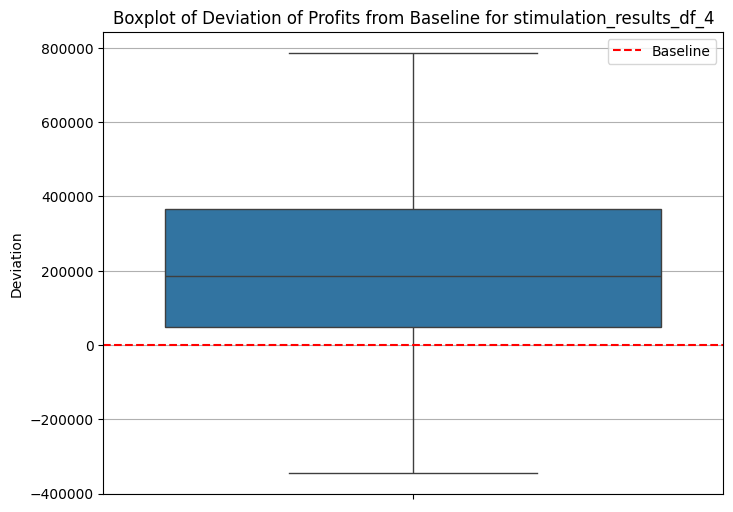 Boxplot of Deviation of Profits from Baseline for stimulation_results_df_4
Baseline
800000
600000
400000
200000
0
−200000
−400000
Deviation